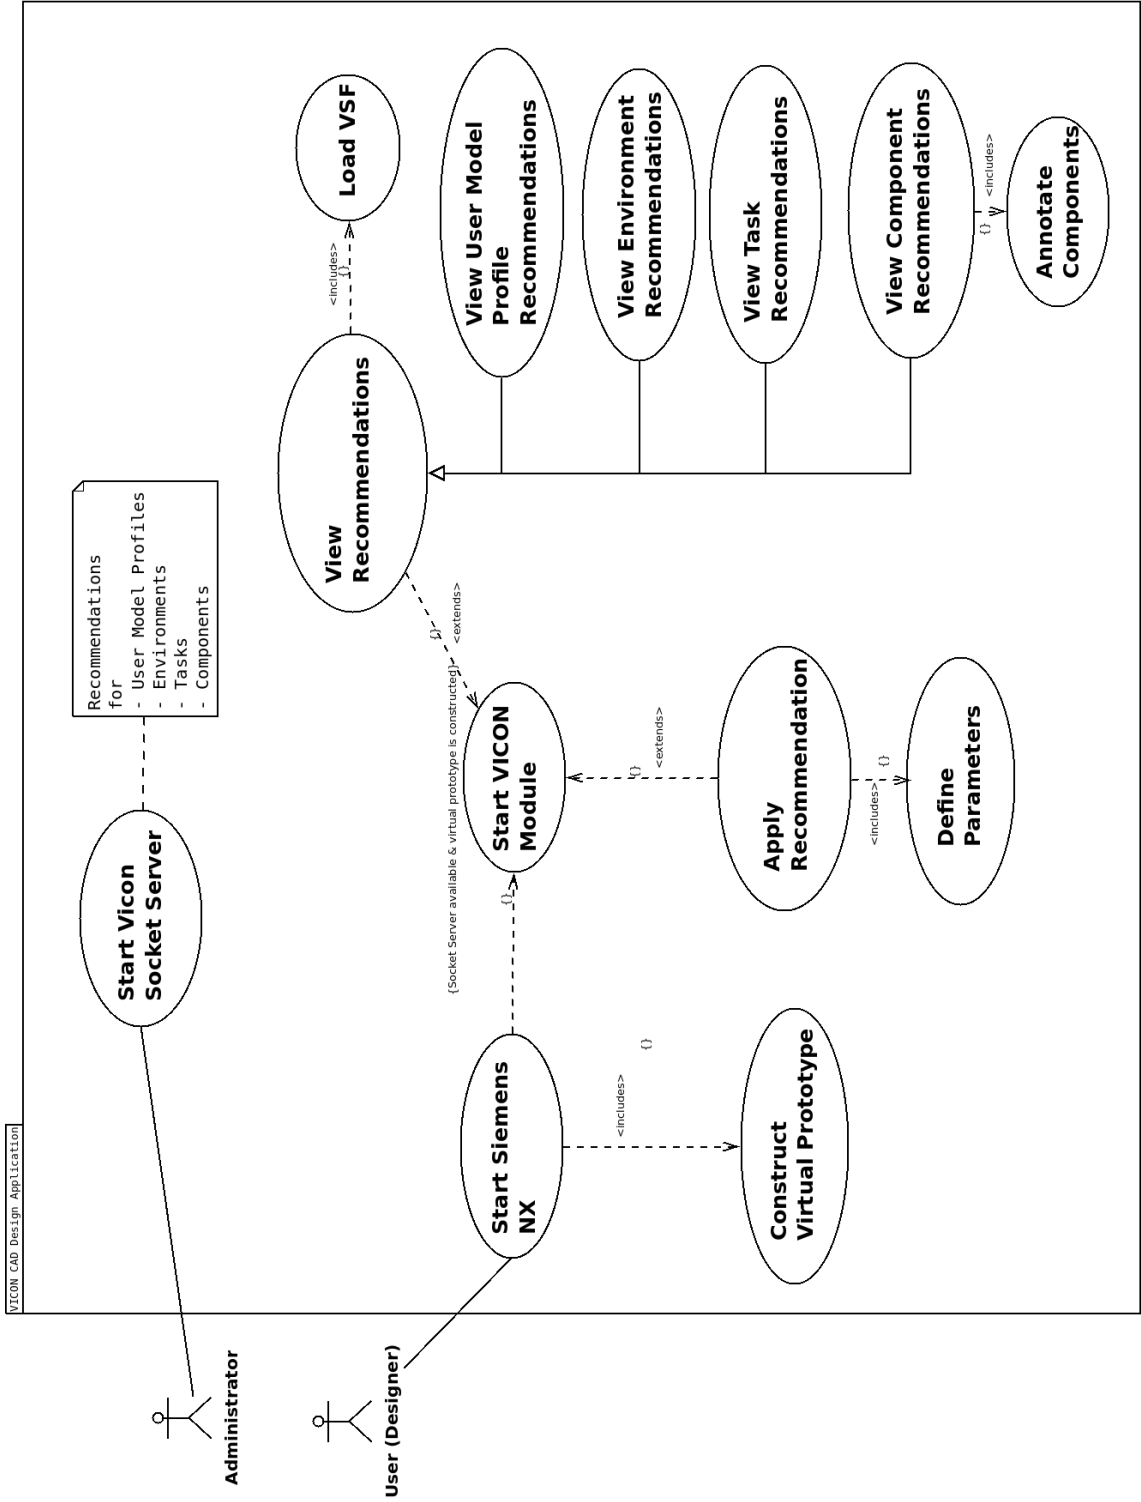 VICON CAD Design Application
Administrator
User (Designer)
Start Vicon
Socket Server
Recommendations
for
- User Model Profiles
- Environments
- Tasks
- Components
View
Recommendations
<includes>
{}
Load VSF
{}
<extends>
{Socket Server available & virtual prototype is constructed}
Start Siemens
NX
{}
Start VICON
Module
View User Model
Profile
Recommendations
View Environment
Recommendations
View Task
Recommendations
View Component
Recommendations
{}
<includes>
Annotate
Components
<includes>
{}
Construct
Virtual Prototype
{}
<extends>
Apply
Recommendation
<includes>
{}
Define
Parameters